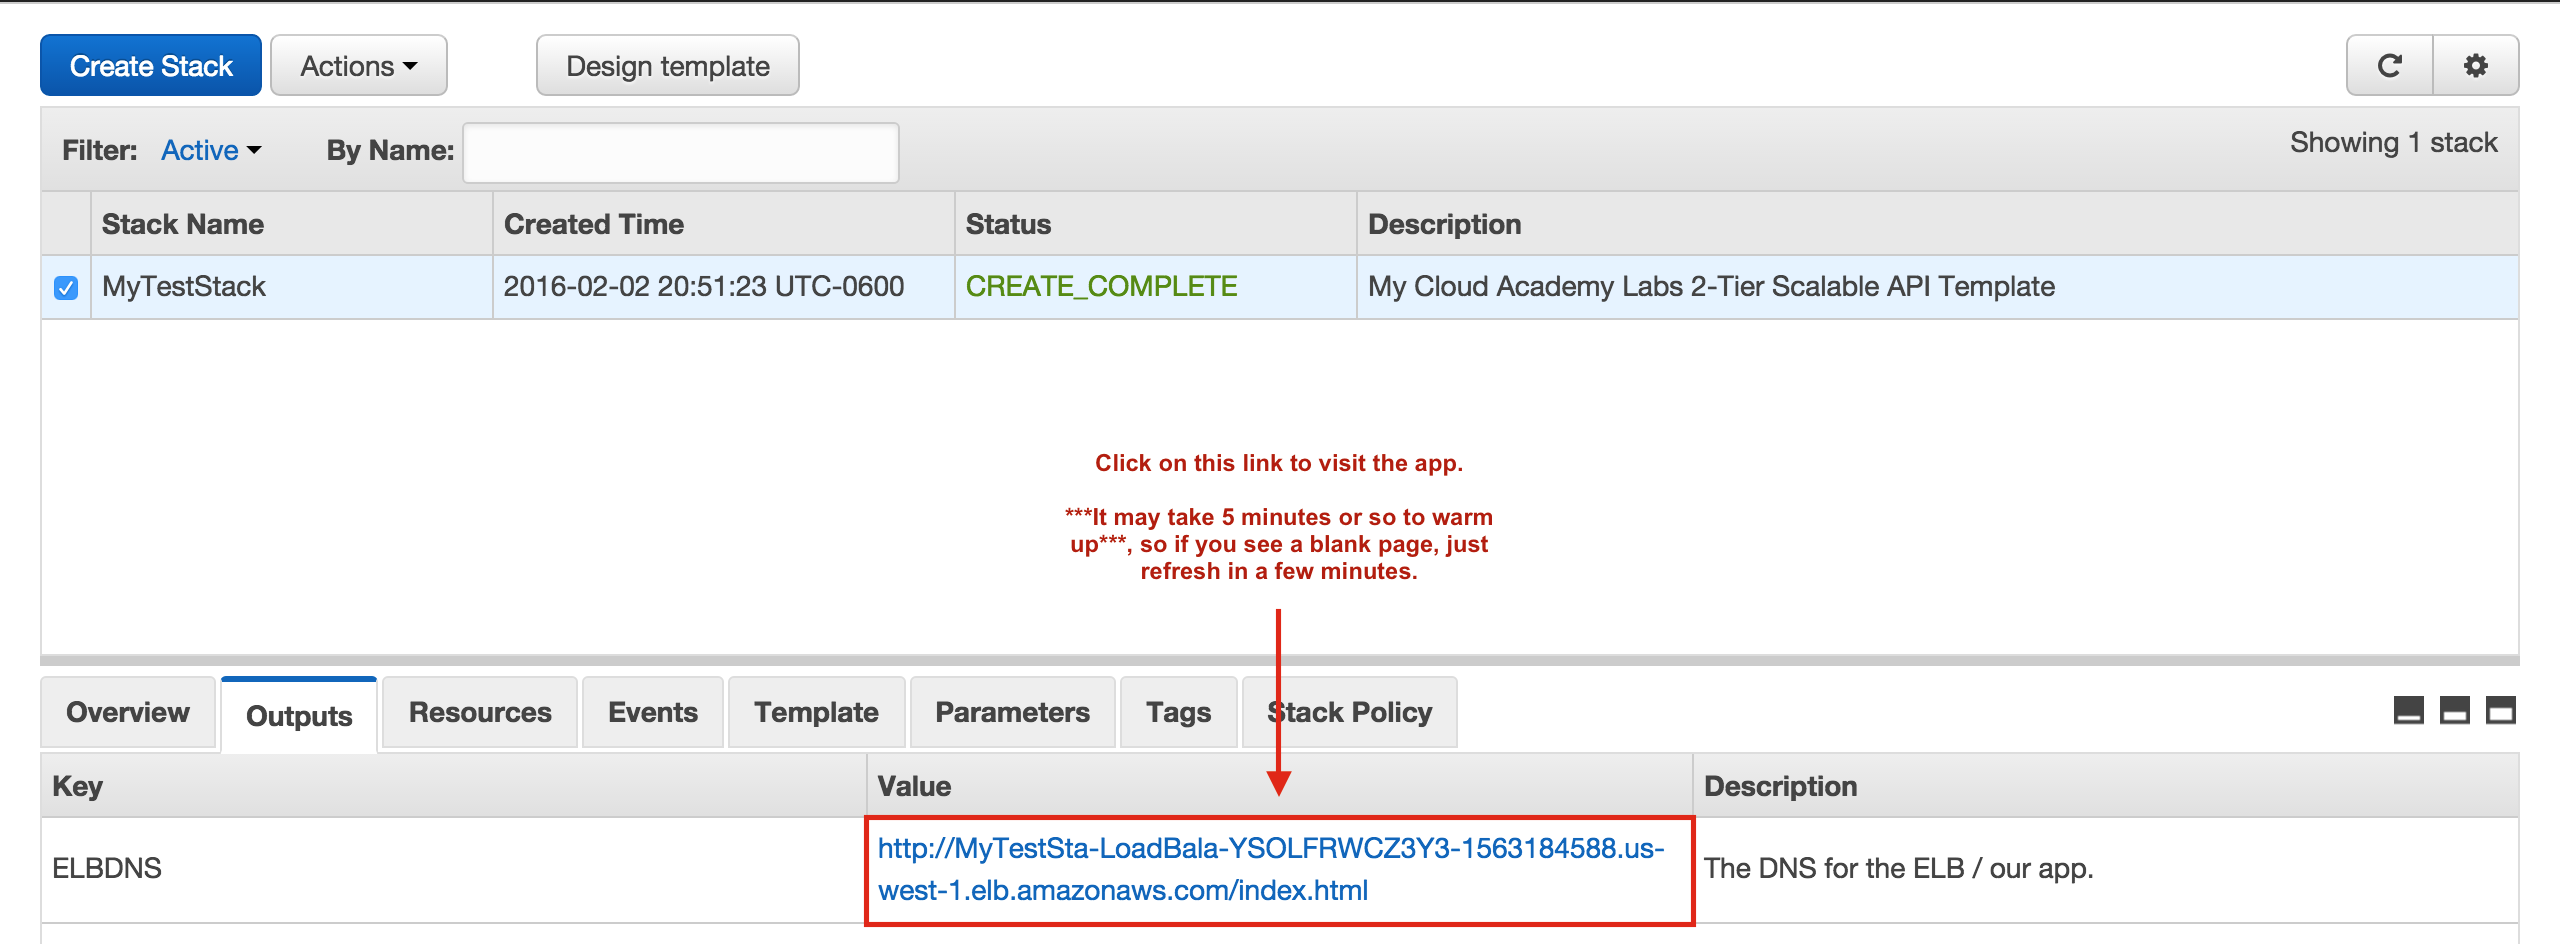 Create Stack Actions Design template
Filter: Active By Name: Showing 1 stack
Stack Name Created Time Status Description
MyTestStack 2016-02-02 20:51:23 UTC-0600 CREATE_COMPLETE My Cloud Academy Labs 2-Tier Scalable API Template
Click on this link to visit the app.
***It may take 5 minutes or so to warm
up***, so if you see a blank page, just
refresh in a few minutes.
Overview Outputs Resources Events Template Parameters Tags Stack Policy
Key Value Description
http://MyTestSta-LoadBala-YSOLFRWCZ3Y3-1563184588.us-
ELBDNS The DNS for the ELB / our app.
west-1.elb.amazonaws.com/index.html